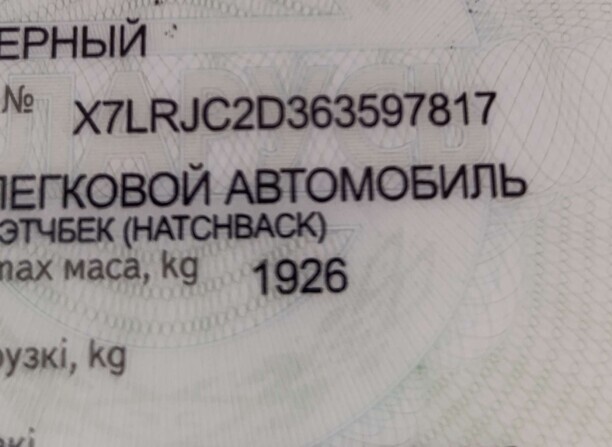 ЕРНЫЙ
№ X7LRJC2D363597817
ЛЕГКОВОЙ АВТОМОБИЛЬ
ЭТЧБЕК (HATCHBACK)
max маса, kg 1926
рузкі, kg